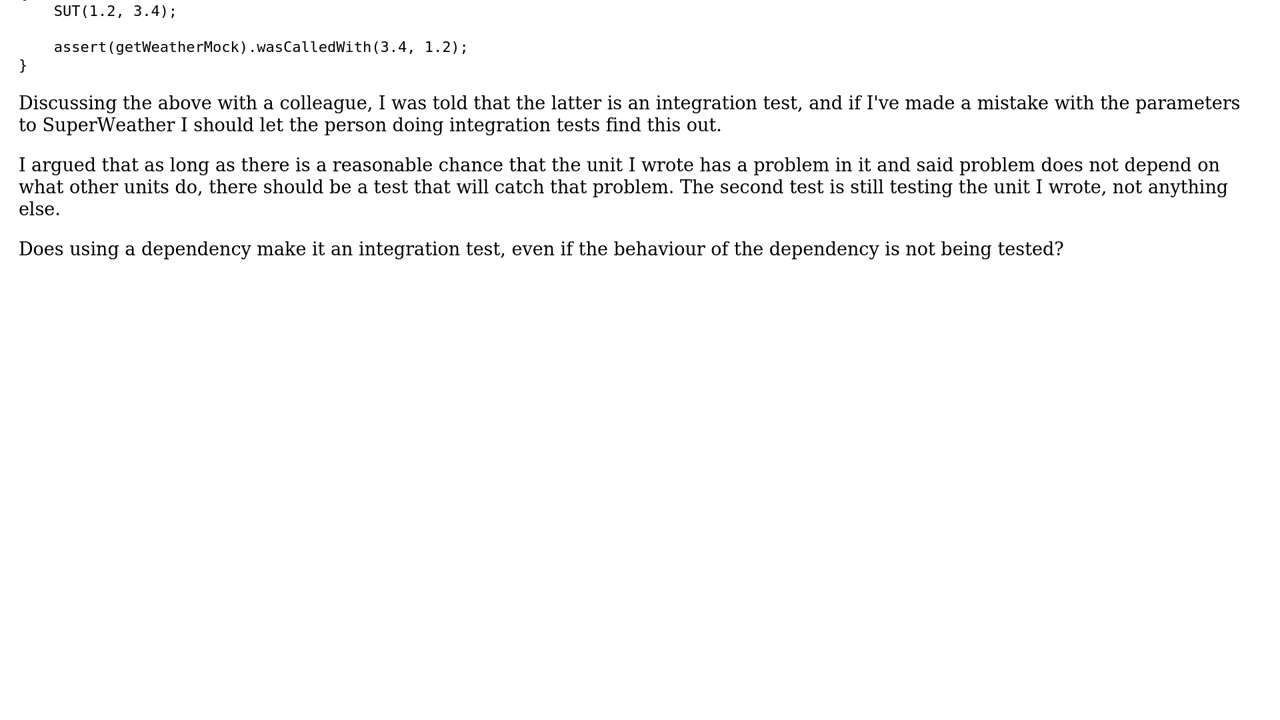 SUT(1.2, 3.4);
assert(getWeatherMock).wasCalledWith(3.4, 1.2);
}
Discussing the above with a colleague, I was told that the latter is an integration test, and if I've made a mistake with the parameters
to SuperWeather I should let the person doing integration tests find this out.
I argued that as long as there is a reasonable chance that the unit I wrote has a problem in it and said problem does not depend on
what other units do, there should be a test that will catch that problem. The second test is still testing the unit I wrote, not anything
else.
Does using a dependency make it an integration test, even if the behaviour of the dependency is not being tested?